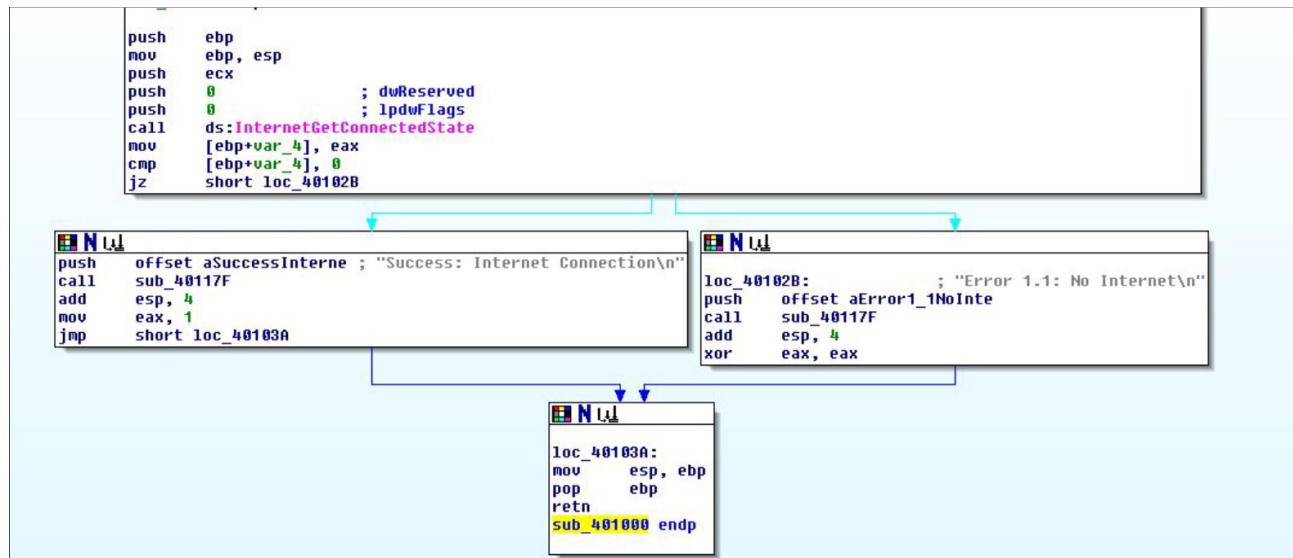 push ebp
mov ebp, esp
push ecx
push 0 ; dwReserved
push 0 ; lpdwFlags
call ds:InternetGetConnectedState
mov [ebp+var_4], eax
cmp [ebp+var_4], 0
jz short loc_40102B
push offset aSuccessInterne ; "Success: Internet Connection\n"
call sub_40117F
add esp, 4
mov eax, 1
jmp short loc_40103A
loc_40102B: ; "Error 1.1: No Internet\n"
push offset aError1_1NoInte
call sub_40117F
add esp, 4
xor eax, eax
loc_40103A:
mov esp, ebp
pop ebp
retn
sub_401000 endp